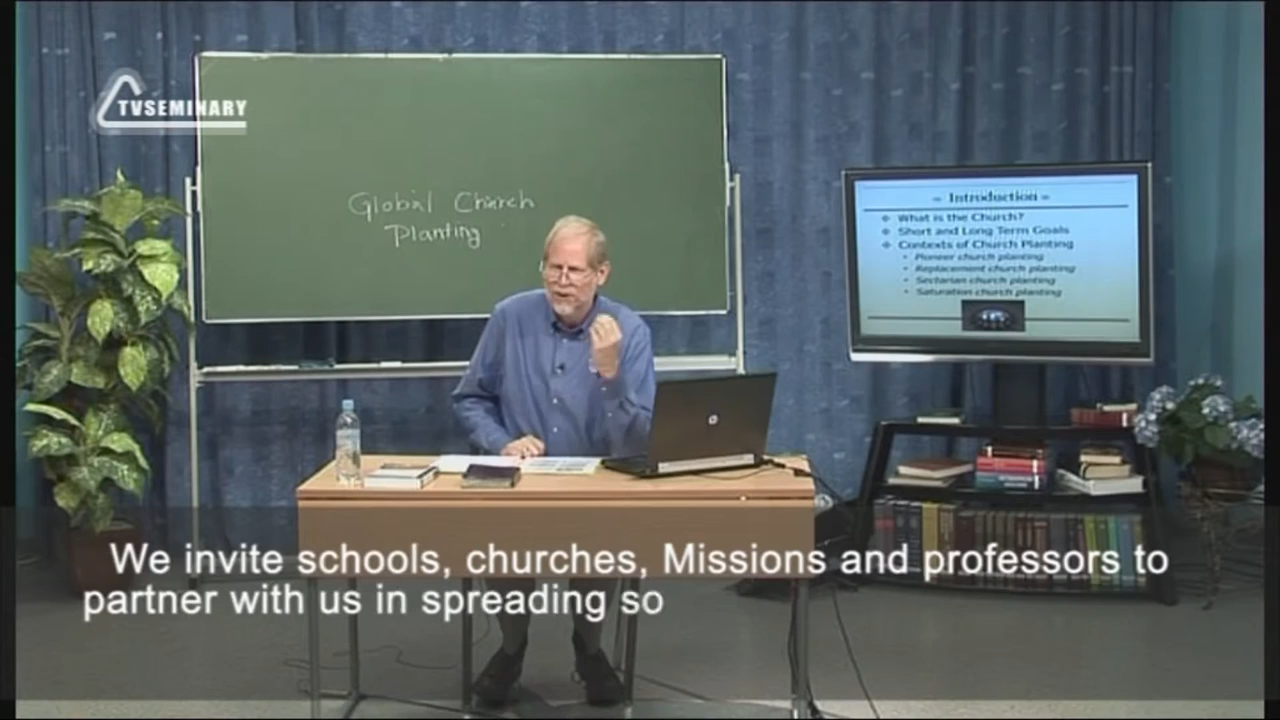 TVSEMINARY
Global Church
Planting
Introduction
What is the Church?
Short and Long Term Goals
Contexts of Church Planting
Pioneer church planting
Replacement church planting
Sectarian church planting
Saturation church planting
We invite schools, churches, Missions and professors to
partner with us in spreading so